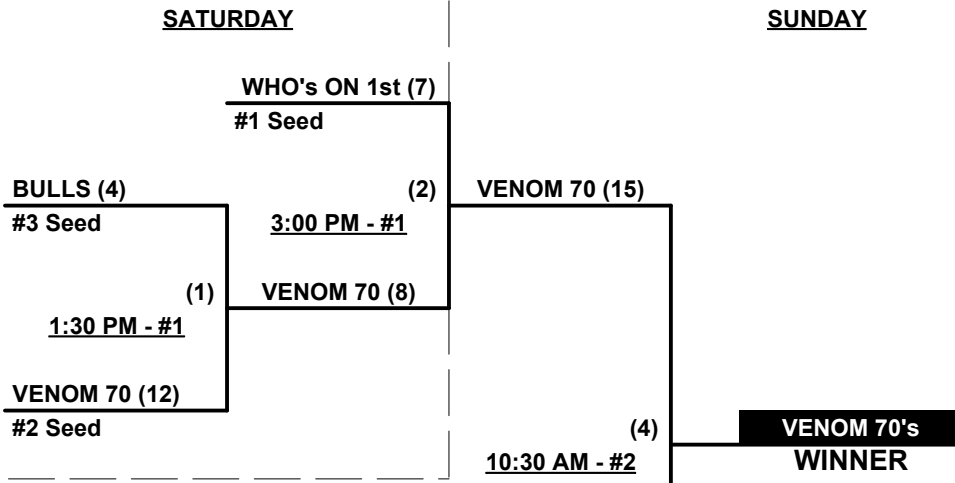 SATURDAY
SUNDAY
WHO's ON 1st (7)
#1 Seed
BULLS (4)
#3 Seed
(2)
3:00 PM - #1
VENOM 70 (15)
(1)
1:30 PM - #1
VENOM 70 (8)
VENOM 70 (12)
#2 Seed
(4)
10:30 AM - #2
VENOM 70's
WINNER